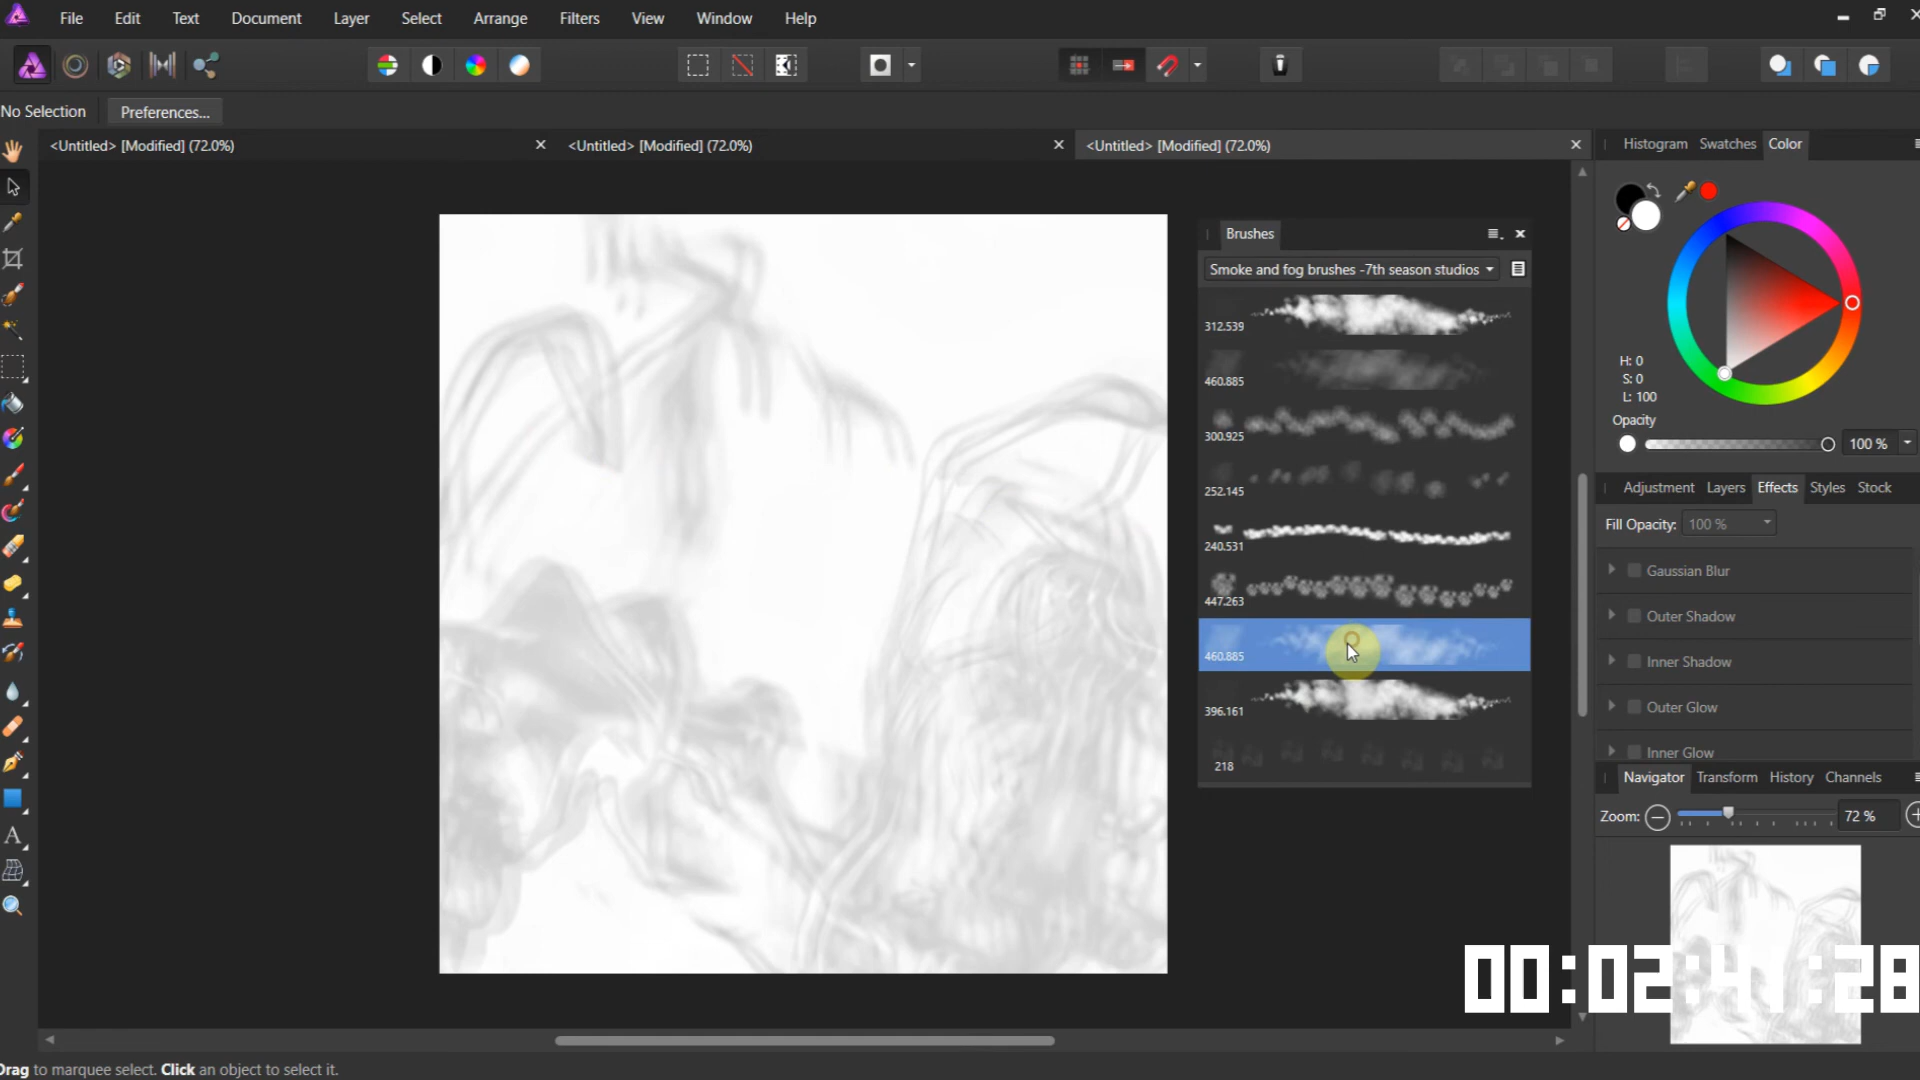 File Edit Text Document Layer Select Arrange Filters View Window Help
No Selection Preferences...
<Untitled> [Modified] (72.0%) <Untitled> [Modified] (72.0%) <Untitled> [Modified] (72.0%)
Histogram Swatches Color
H: 0
S: 0
L: 100
Opacity
100 %
Brushes
Smoke and fog brushes -7th season studios
312.539
460.885
300.925
252.145
240.531
447.263
460.885
396.161
218
Adjustment Layers Effects Styles Stock
Fill Opacity: 100 %
Gaussian Blur
Outer Shadow
Inner Shadow
Outer Glow
Inner Glow
Navigator Transform History Channels
Zoom: 72 %
00:02:41:28
Drag to marquee select. Click an object to select it.